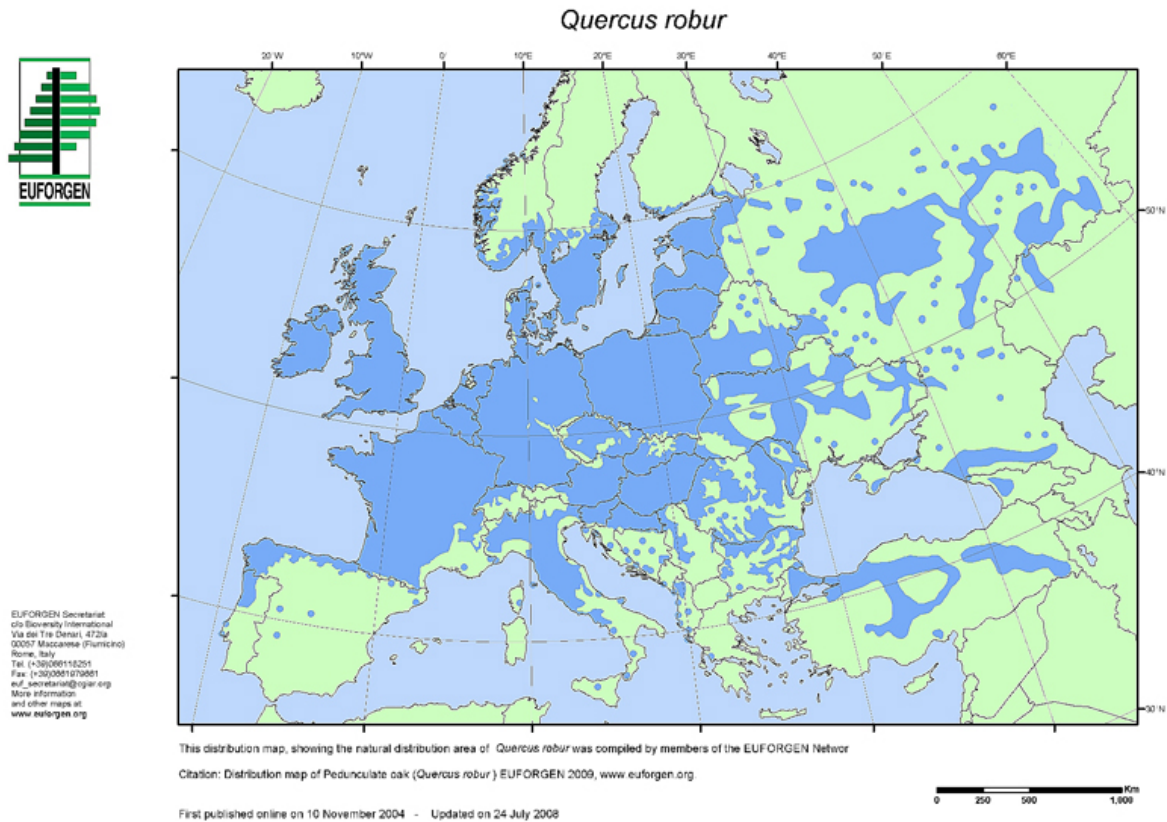 Quercus robur
20°W 10°W 0° 10°E 20°E 30°E 40°E 50°E 60°E
EUFORGEN
50°N
40°N
30°N
EUFORGEN Secretariat
c/o Bioversity International
Via dei Tre Denari, 472/a
00057 Maccarese (Fiumicino)
Rome, Italy
Tel. (+39)066118251
Fax: (+39)0661979661
euf_secretariat@cgiar.org
More information
and other maps at
www.euforgen.org
This distribution map, showing the natural distribution area of Quercus robur was compiled by members of the EUFORGEN Networ
Citation: Distribution map of Pedunculate oak (Quercus robur ) EUFORGEN 2009, www.euforgen.org.
First published online on 10 November 2004 - Updated on 24 July 2008
Km
0 250 500 1,000